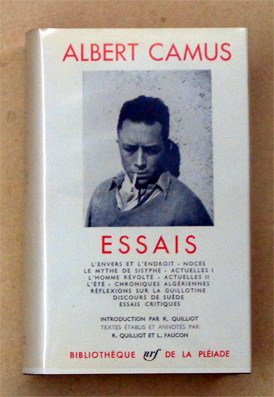 ALBERT CAMUS
ESSAIS
L'ENVERS ET L'ENDROIT - NOCES
LE MYTHE DE SISYPHE - ACTUELLES I
L'HOMME RÉVOLTÉ - ACTUELLES II
L'ÉTÉ - CHRONIQUES ALGÉRIENNES
RÉFLEXIONS SUR LA GUILLOTINE
DISCOURS DE SUÈDE
ESSAIS CRITIQUES
INTRODUCTION PAR R. QUILLIOT
TEXTES ÉTABLIS ET ANNOTÉS PAR
R. QUILLIOT ET L. FAUCON
BIBLIOTHÈQUE nrf DE LA PLÉIADE